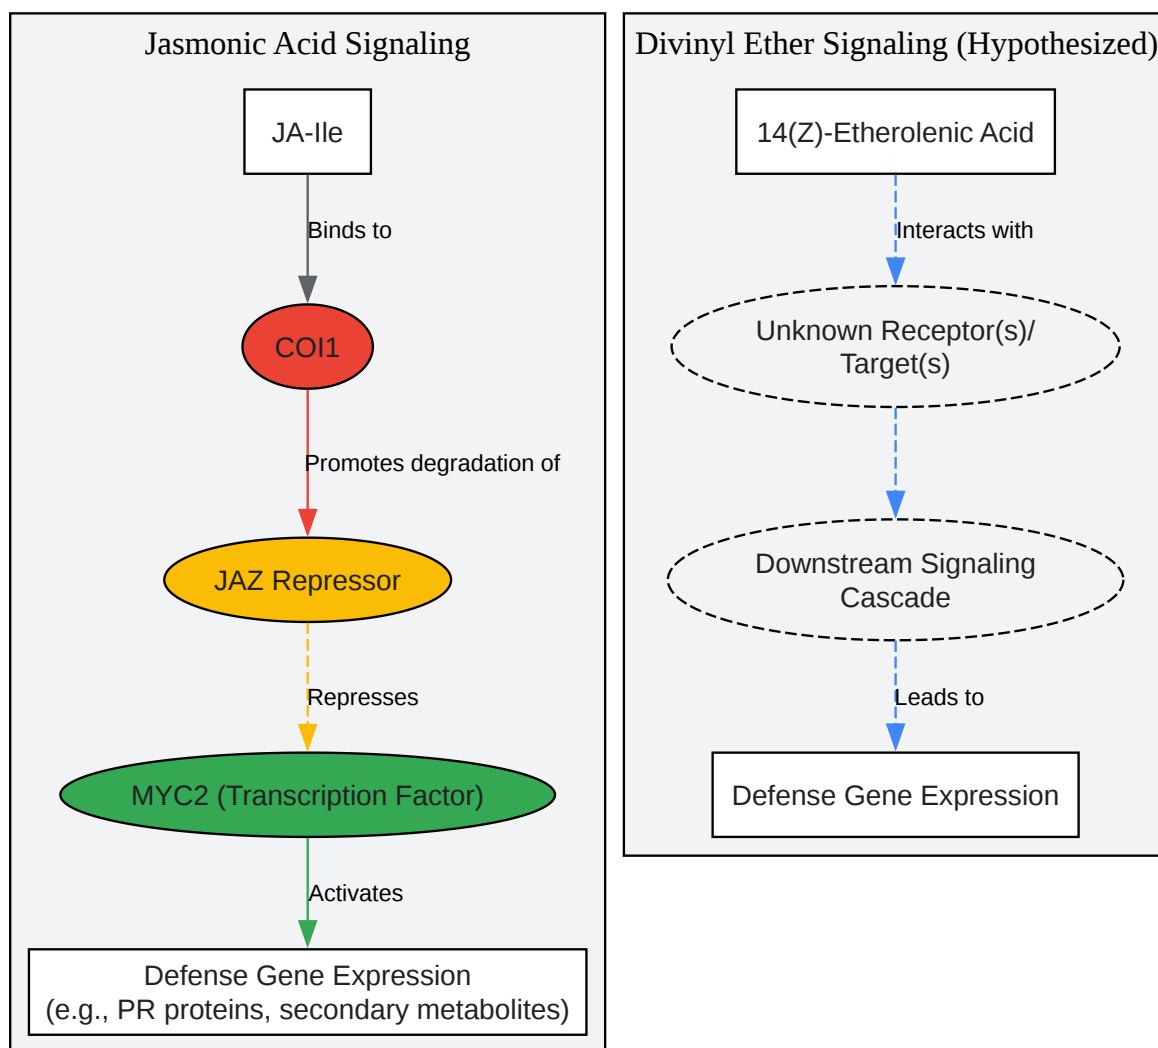 Jasmonic Acid Signaling
JA-Ile
Binds to
COI1
Promotes degradation of
JAZ Repressor
Represses
MYC2 (Transcription Factor)
Activates
Defense Gene Expression
(e.g., PR proteins, secondary metabolites)
Divinyl Ether Signaling (Hypothesized)
14(Z)-Etherolenic Acid
Interacts with
Unknown Receptor(s)/
Target(s)
Downstream Signaling
Cascade
Leads to
Defense Gene Expression